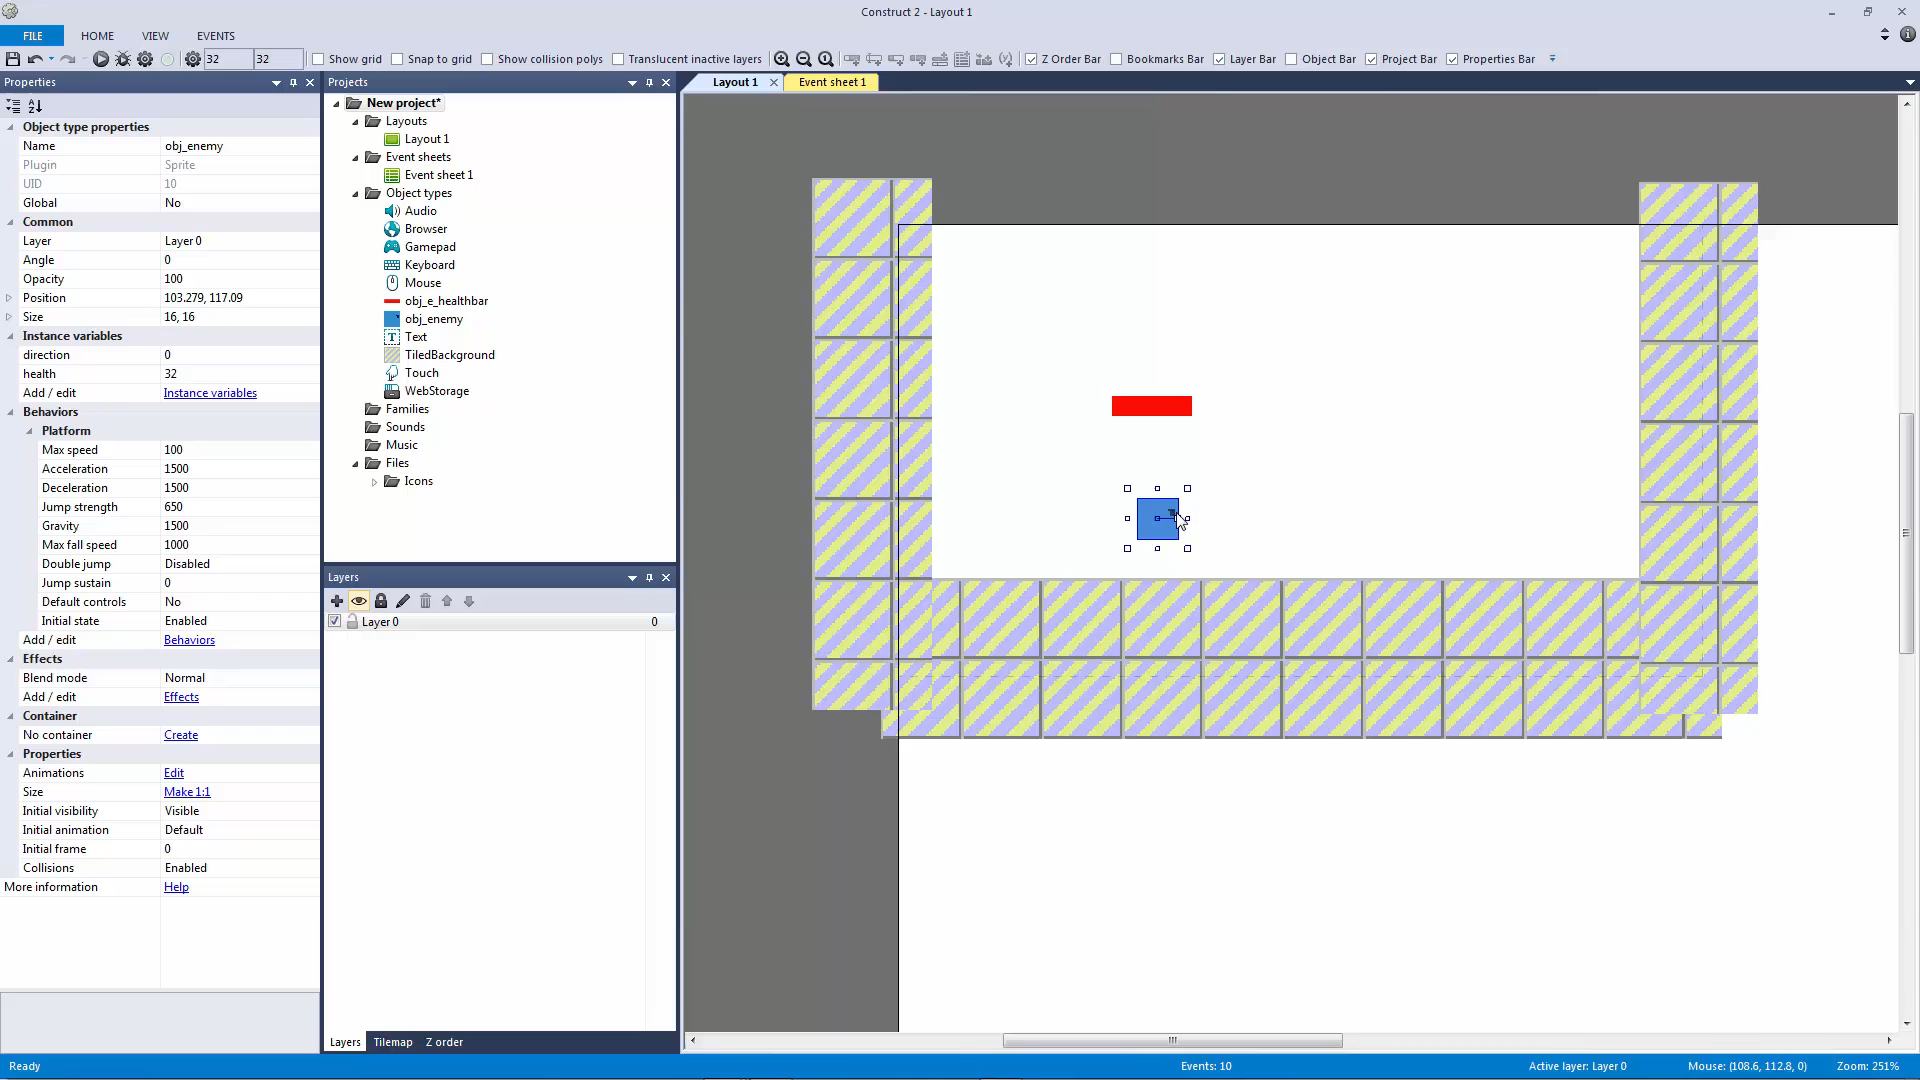 Construct 2 - Layout 1
FILE HOME VIEW EVENTS
32 32 Show grid Snap to grid Show collision polys Translucent inactive layers Z Order Bar Bookmarks Bar Layer Bar Object Bar Project Bar Properties Bar
Properties
Object type properties
Name obj_enemy
Plugin Sprite
UID 10
Global No
Common
Layer Layer 0
Angle 0
Opacity 100
Position 103.279, 117.09
Size 16, 16
Instance variables
direction 0
health 32
Add / edit Instance variables
Behaviors
Platform
Max speed 100
Acceleration 1500
Deceleration 1500
Jump strength 650
Gravity 1500
Max fall speed 1000
Double jump Disabled
Jump sustain 0
Default controls No
Initial state Enabled
Add / edit Behaviors
Effects
Blend mode Normal
Add / edit Effects
Container
No container Create
Properties
Animations Edit
Size Make 1:1
Initial visibility Visible
Initial animation Default
Initial frame 0
Collisions Enabled
More information Help
Projects
New project*
Layouts
Layout 1
Event sheets
Event sheet 1
Object types
Audio
Browser
Gamepad
Keyboard
Mouse
obj_e_healthbar
obj_enemy
Text
TiledBackground
Touch
WebStorage
Families
Sounds
Music
Files
Icons
Layers
Layer 0 0
Layers Tilemap Z order
Layout 1 Event sheet 1
Ready Events: 10 Active layer: Layer 0 Mouse: (108.6, 112.8, 0) Zoom: 251%